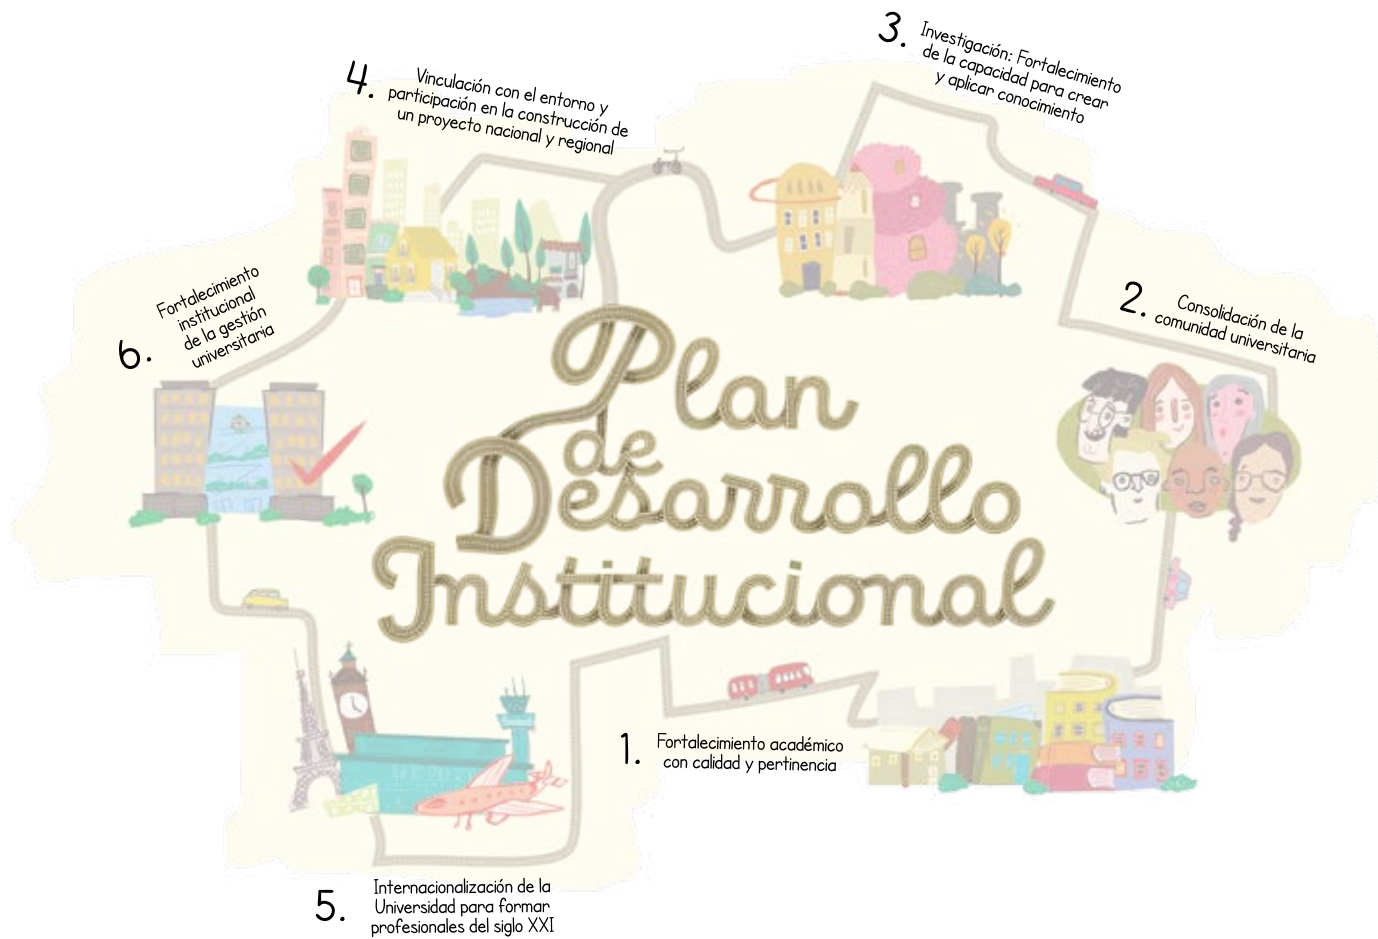 3. Investigación: Fortalecimiento
de la capacidad para crear
y aplicar conocimiento
4. Vinculación con el entorno y
participación en la construcción de
un proyecto nacional y regional
6. Fortalecimiento
institucional
de la gestión
universitaria
2. Consolidación de la
comunidad universitaria
Plan
de
Desarrollo
Institucional
1. Fortalecimiento académico
con calidad y pertinencia
5. Internacionalización de la
Universidad para formar
profesionales del siglo XXI